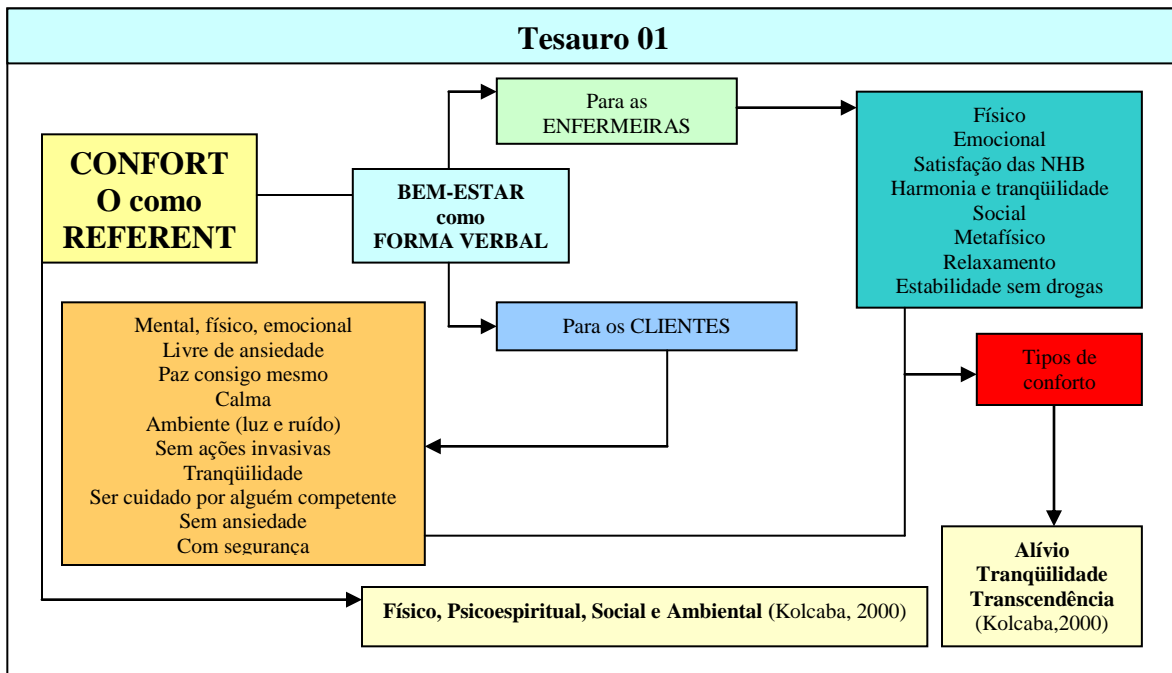 Tesauro 01
Para as
ENFERMEIRAS
Físico
Emocional
Satisfação das NHB
Harmonia e tranqüilidade
Social
Metafísico
Relaxamento
Estabilidade sem drogas
CONFORT
O como
REFERENT
BEM-ESTAR
como
FORMA VERBAL
Para os CLIENTES
Mental, físico, emocional
Livre de ansiedade
Paz consigo mesmo
Calma
Ambiente (luz e ruído)
Sem ações invasivas
Tranqüilidade
Ser cuidado por alguém competente
Sem ansiedade
Com segurança
Tipos de
conforto
Alívio
Tranqüilidade
Transcendência
(Kolcaba,2000)
Físico, Psicoespiritual, Social e Ambiental (Kolcaba, 2000)